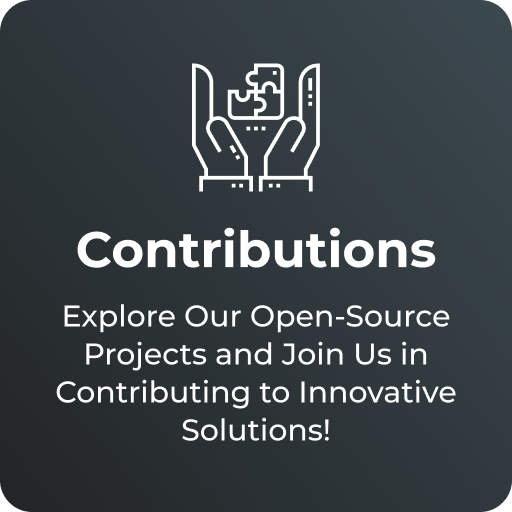 Contributions
Explore Our Open-Source
Projects and Join Us in
Contributing to Innovative
Solutions!